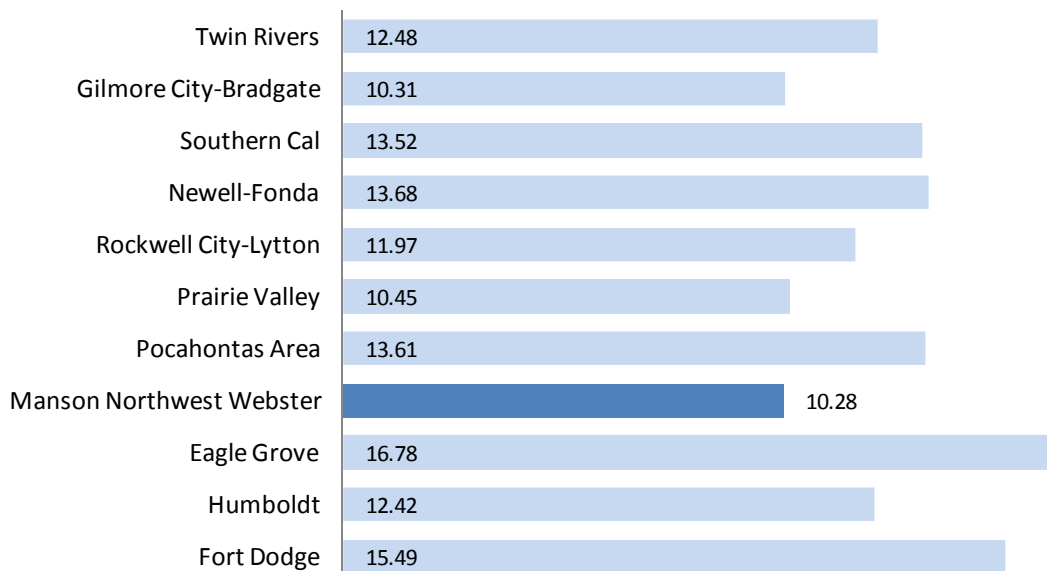 Twin Rivers 12.48
Gilmore City-Bradgate 10.31
Southern Cal 13.52
Newell-Fonda 13.68
Rockwell City-Lytton 11.97
Prairie Valley 10.45
Pocahontas Area 13.61
Manson Northwest Webster 10.28
Eagle Grove 16.78
Humboldt 12.42
Fort Dodge 15.49